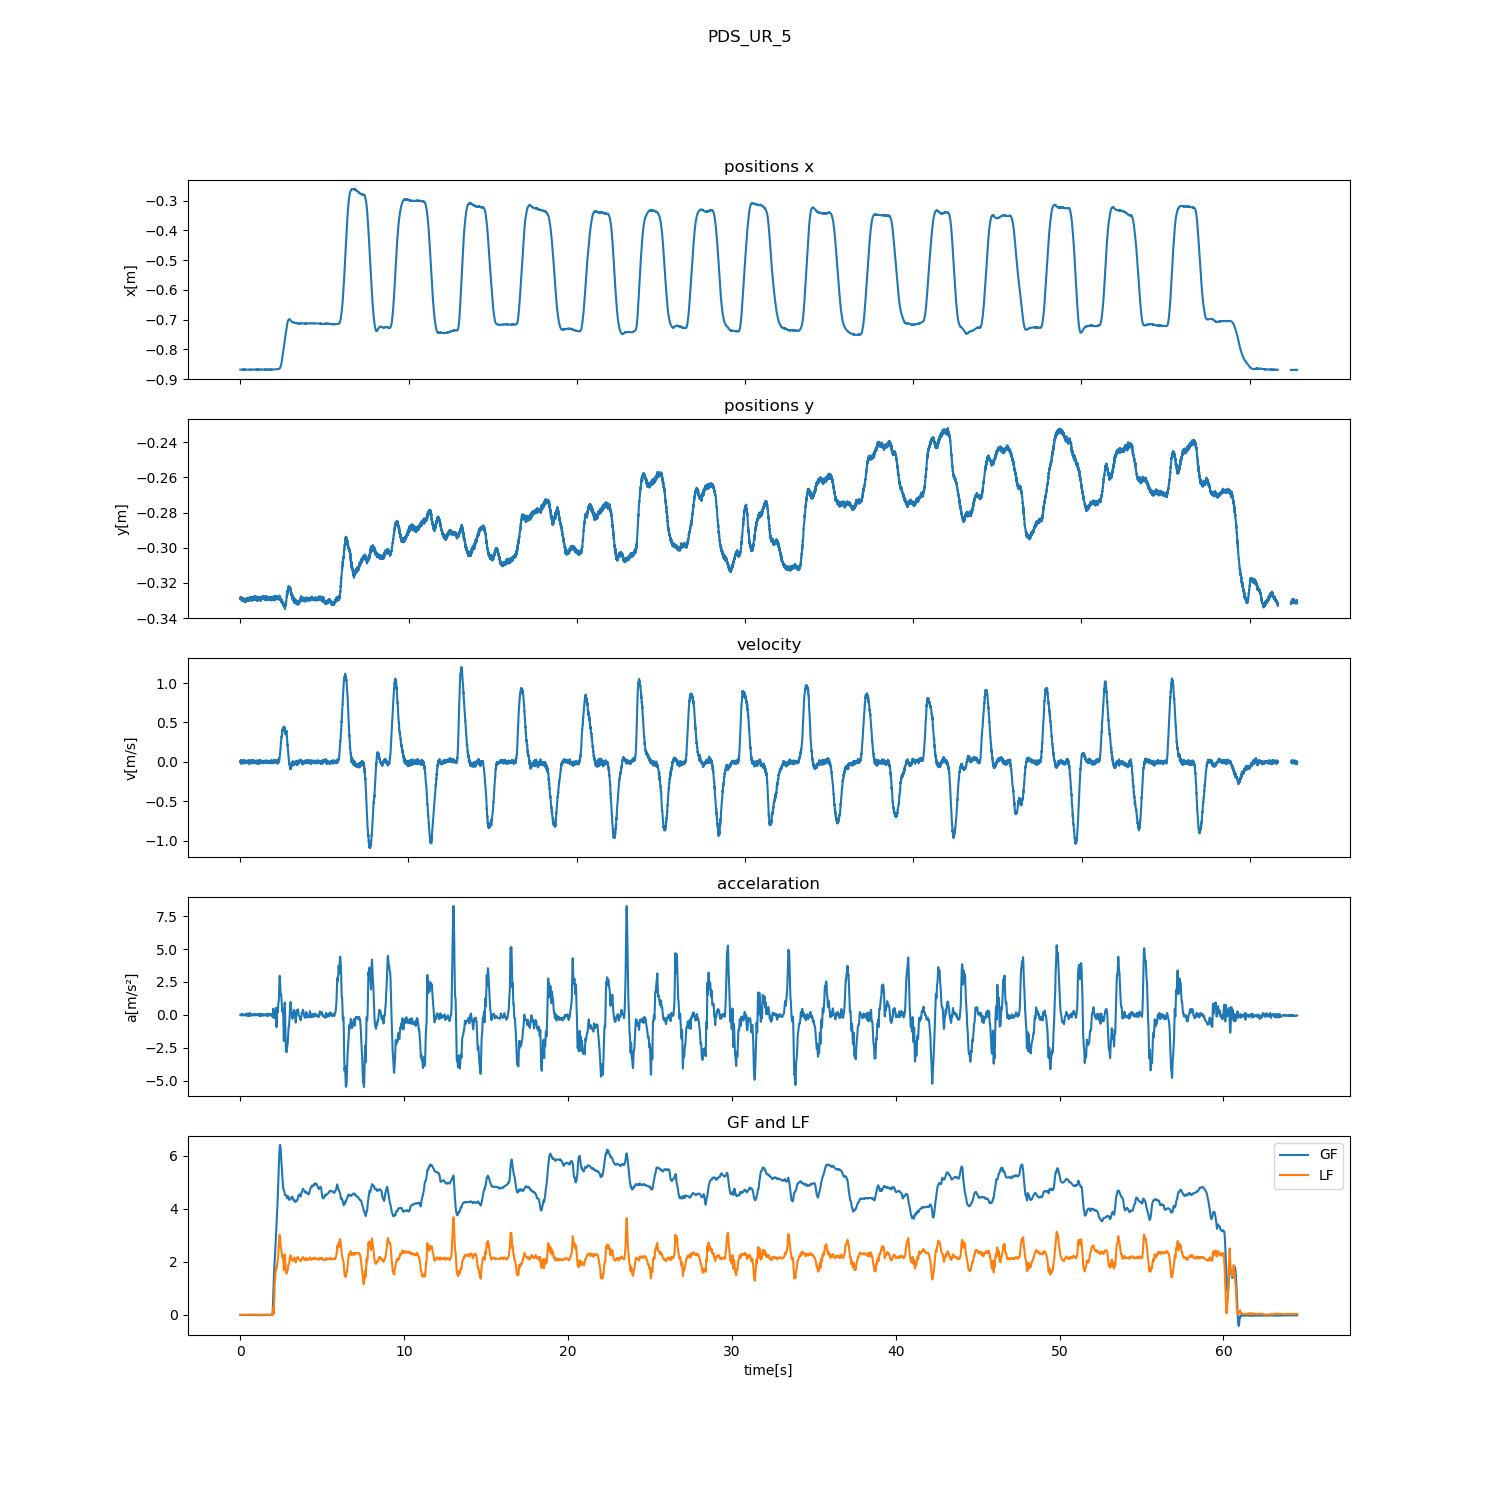 PDS_UR_5
positions x
−0.3
−0.4
−0.5
−0.6
−0.7
−0.8
−0.9
x[m]
positions y
−0.24
−0.26
−0.28
−0.30
−0.32
−0.34
y[m]
velocity
1.0
0.5
0.0
−0.5
−1.0
v[m/s]
accelaration
7.5
5.0
2.5
0.0
−2.5
−5.0
a[m/s²]
GF and LF
6
4
2
0
GF
LF
0 10 20 30 40 50 60
time[s]